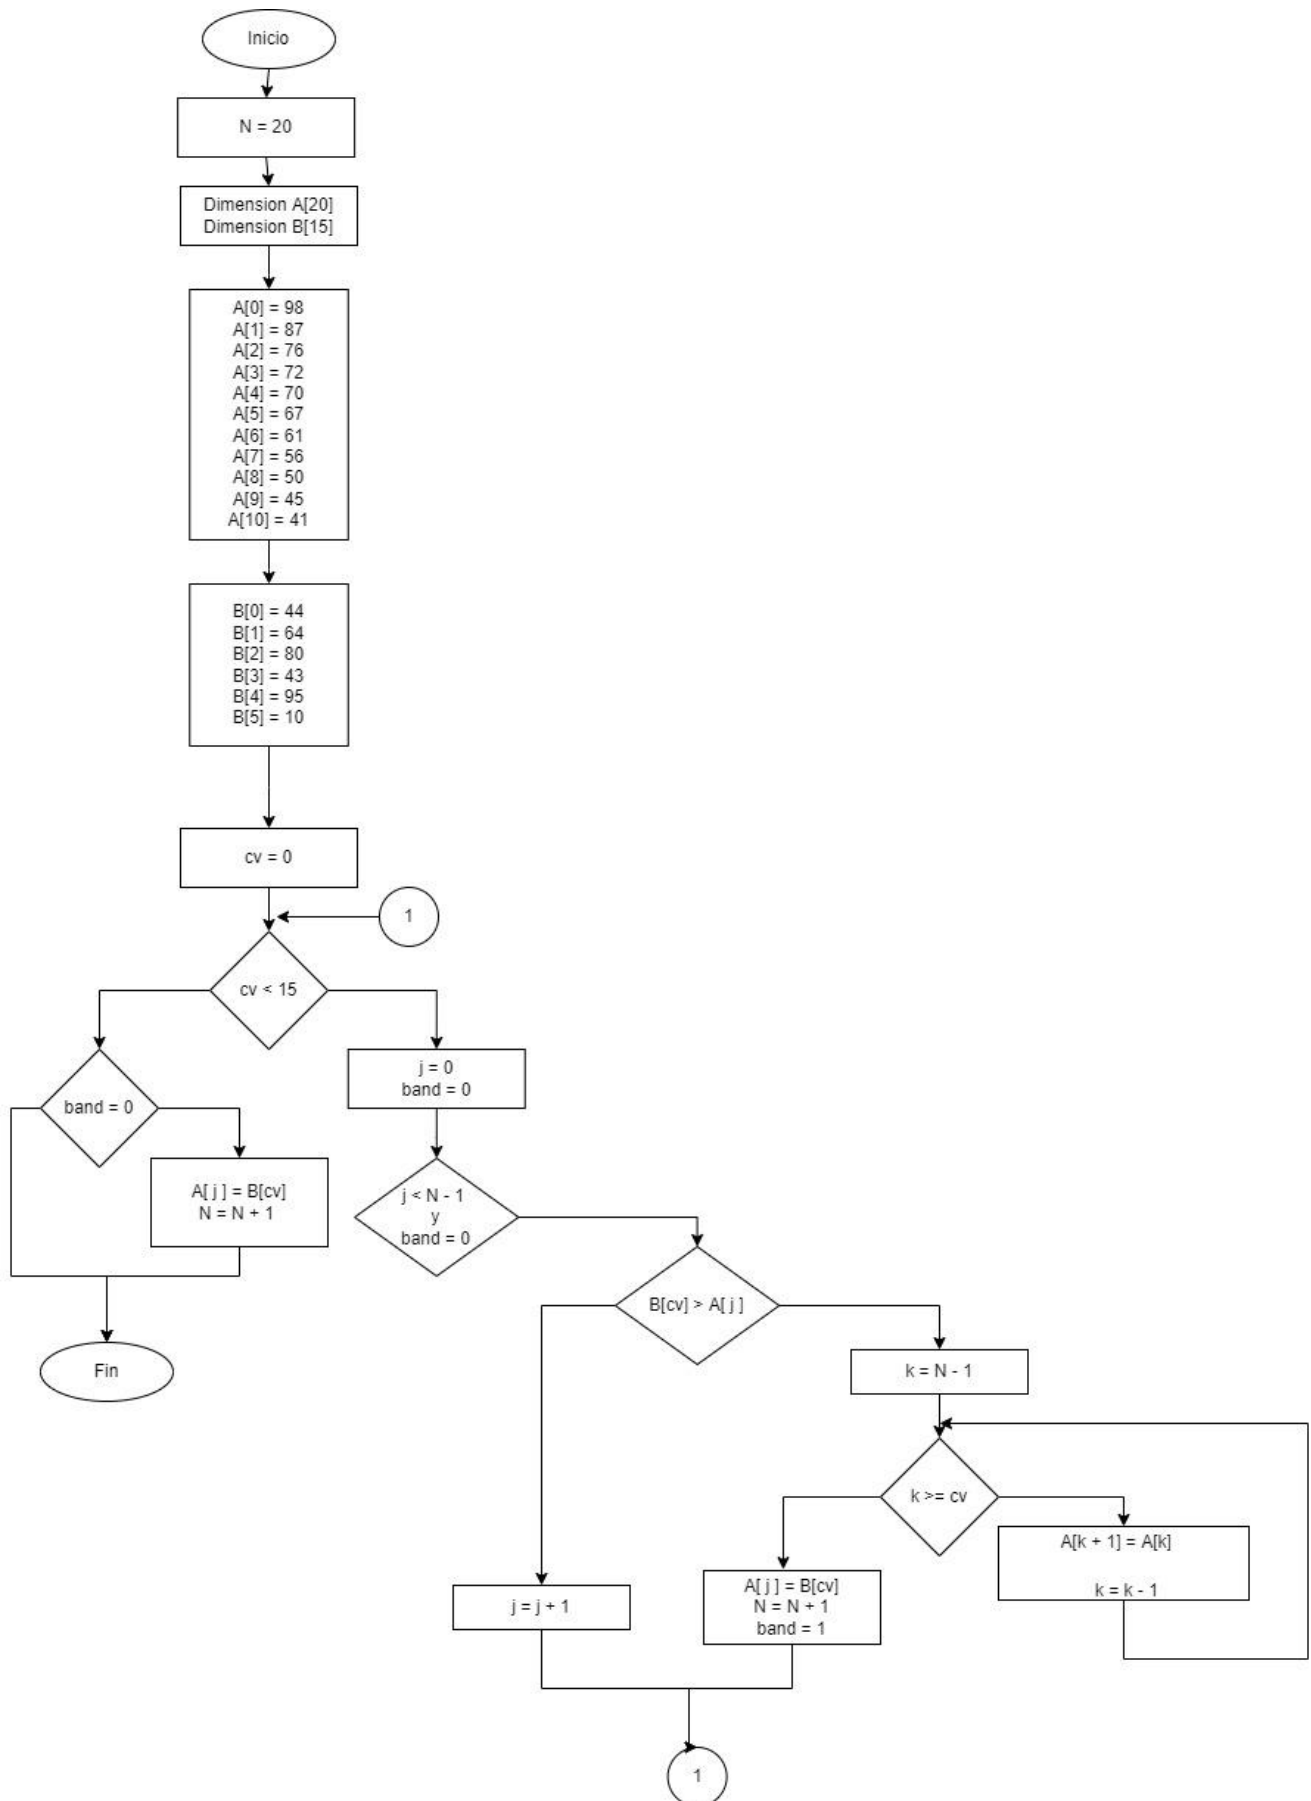 Inicio
N = 20
Dimension A[20]
Dimension B[15]
A[0] = 98
A[1] = 87
A[2] = 76
A[3] = 72
A[4] = 70
A[5] = 67
A[6] = 61
A[7] = 56
A[8] = 50
A[9] = 45
A[10] = 41
B[0] = 44
B[1] = 64
B[2] = 80
B[3] = 43
B[4] = 95
B[5] = 10
cv = 0
1
cv < 15
band = 0
A[ j ] = B[cv]
N = N + 1
Fin
j = 0
band = 0
j < N - 1
y
band = 0
B[cv] > A[ j ]
k = N - 1
k >= cv
A[k + 1] = A[k]
k = k - 1
A[ j ] = B[cv]
N = N + 1
band = 1
j = j + 1
1